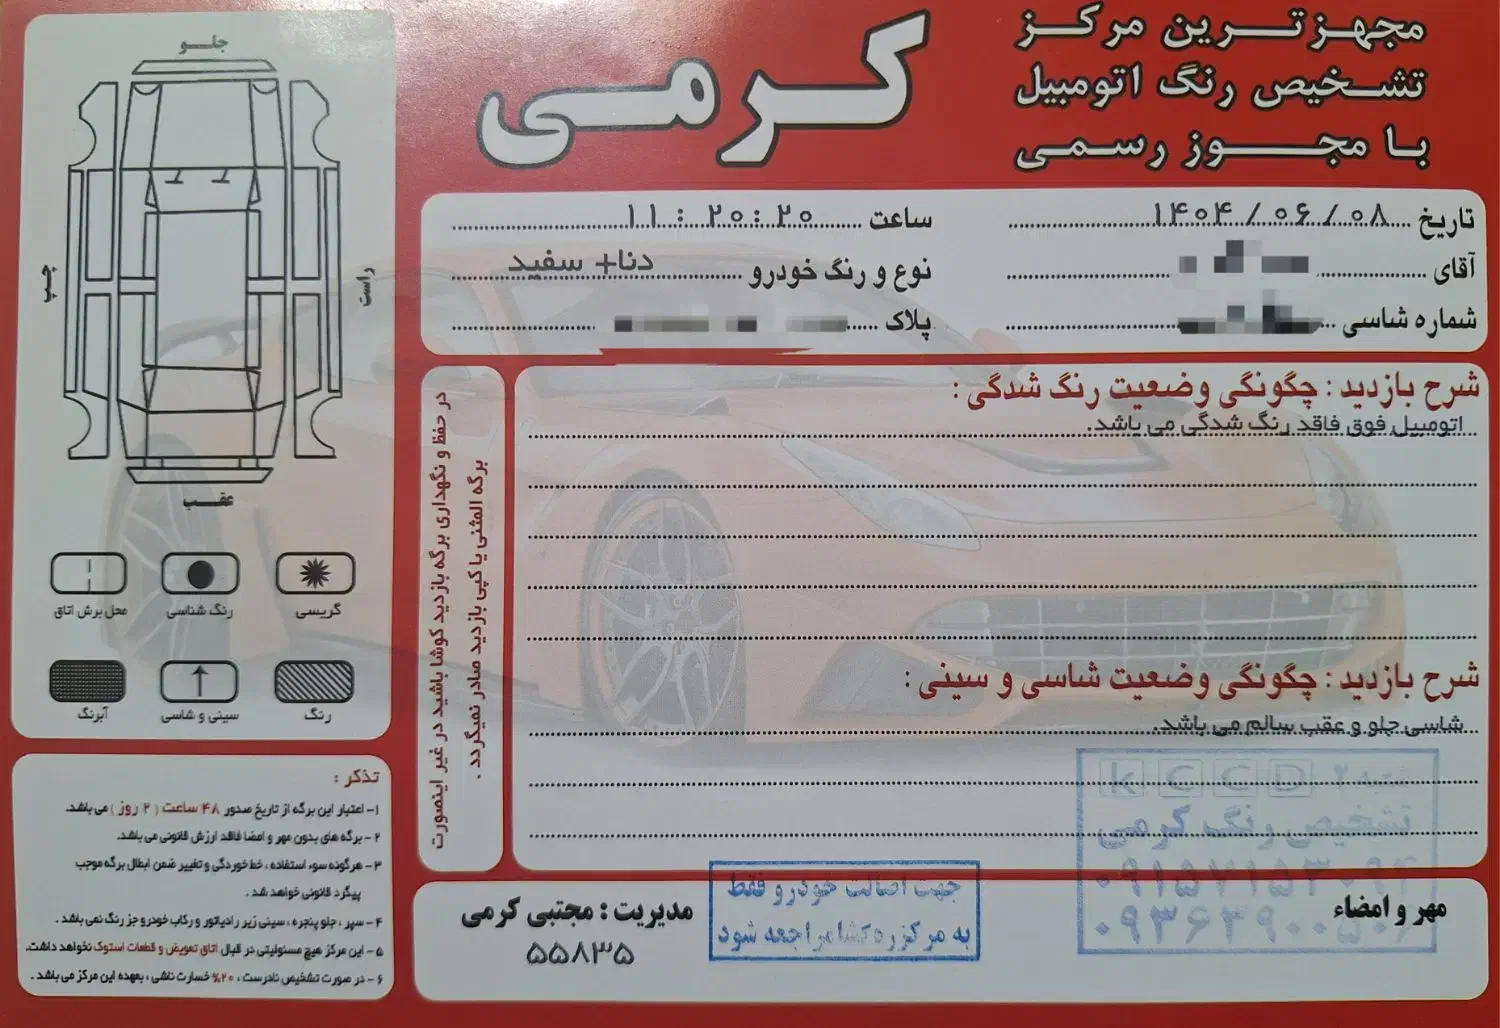 مجهزترین مرکز
تشخیص رنگ اتومبیل
با مجوز رسمی
کرمی
تاریخ ۱۴۰۴/۰۶/۰۸
ساعت ۱۱:۲۰:۲۰
آقای
نوع و رنگ خودرو دنا+ سفید
شماره شاسی
پلاک
شرح بازدید : چگونگی وضعیت رنگ شدگی :
اتومبیل فوق فاقد رنگ شدگی می باشد.
شرح بازدید : چگونگی وضعیت شاسی و سینی :
شاسی جلو و عقب سالم می باشد.
در حفظ و نگهداری برگه بازدید کوشا باشید در غیر اینصورت
برگه المثنی یا کپی بازدید صادر نمیگردد .
جلو
چپ
راست
عقب
گریسی
رنگ شناسی
محل برش اتاق
رنگ
سینی و شاسی
آبرنگ
تذکر :
۱- اعتبار این برگه از تاریخ صدور ۴۸ ساعت ( ۲ روز ) می باشد.
۲- برگه های بدون مهر و امضا فاقد ارزش قانونی می باشد.
۳- هرگونه سوء استفاده ، خط خوردگی و تغییر ضمن ابطال برگه موجب
پیگرد قانونی خواهد شد .
۴- سپر ، جلو پنجره ، سینی زیر رادیاتور و رکاب خودرو جز رنگ نمی باشد .
۵- این مرکز هیچ مسئولیتی در قبال اتاق تعویض و قطعات استوک نخواهد داشت.
۶- در صورت تشخیص نادرست ، ۲۰% خسارت ناشی ، بعهده این مرکز می باشد .
مهر و امضاء
KCCD
تشخیص رنگ کرمی
جهت اصالت خودرو فقط
به مرکز ره کشا مراجعه شود
مدیریت : مجتبی کرمی
۵۵۸۳۵